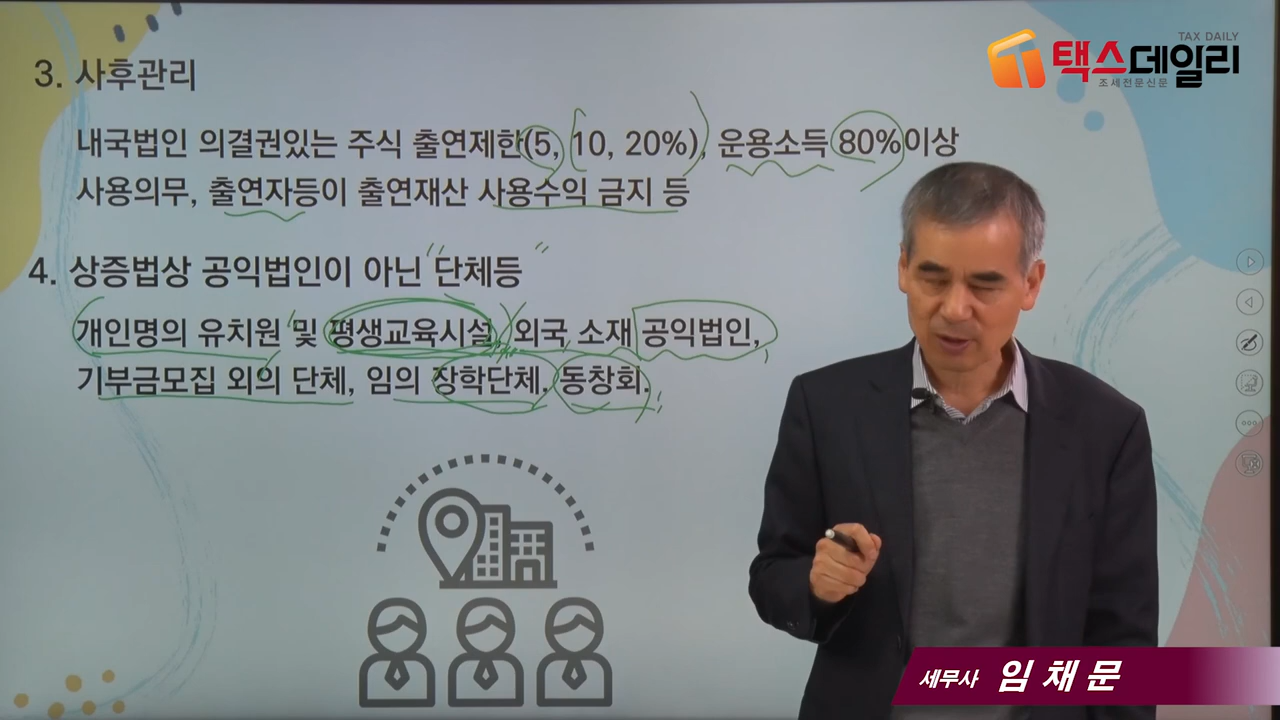 TAX DAILY
택스데일리
조세전문신문
3. 사후관리
내국법인 의결권있는 주식 출연제한(5, 10, 20%), 운용소득 80%이상
사용의무, 출연자등이 출연재산 사용수익 금지 등
4. 상증법상 공익법인이 아닌 "단체등"
개인명의 유치원 및 평생교육시설, 외국 소재 공익법인,
기부금모집 외의 단체, 임의 장학단체, 동창회.
세무사 임 채 문